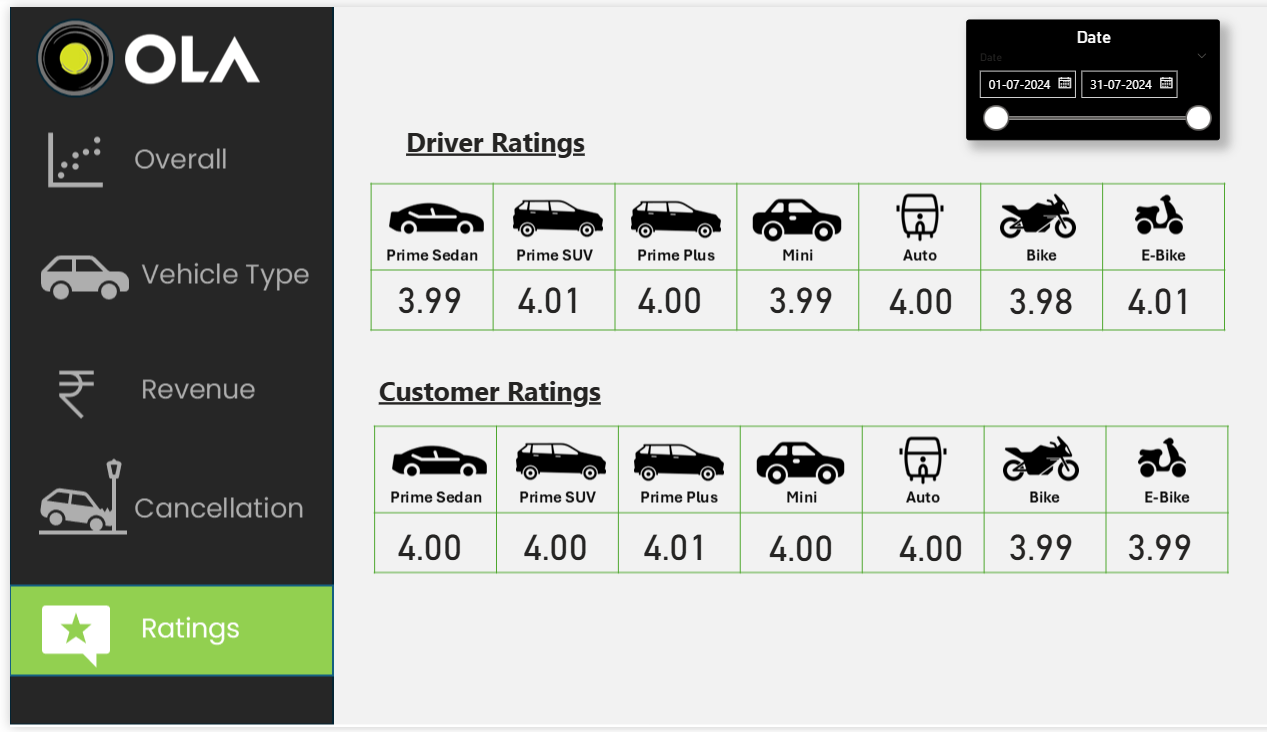 OLA
Overall
Vehicle Type
Revenue
Cancellation
Ratings
Date
Date
01-07-2024 31-07-2024
Driver Ratings
Prime Sedan Prime SUV Prime Plus Mini Auto Bike E-Bike
3.99 4.01 4.00 3.99 4.00 3.98 4.01
Customer Ratings
Prime Sedan Prime SUV Prime Plus Mini Auto Bike E-Bike
4.00 4.00 4.01 4.00 4.00 3.99 3.99